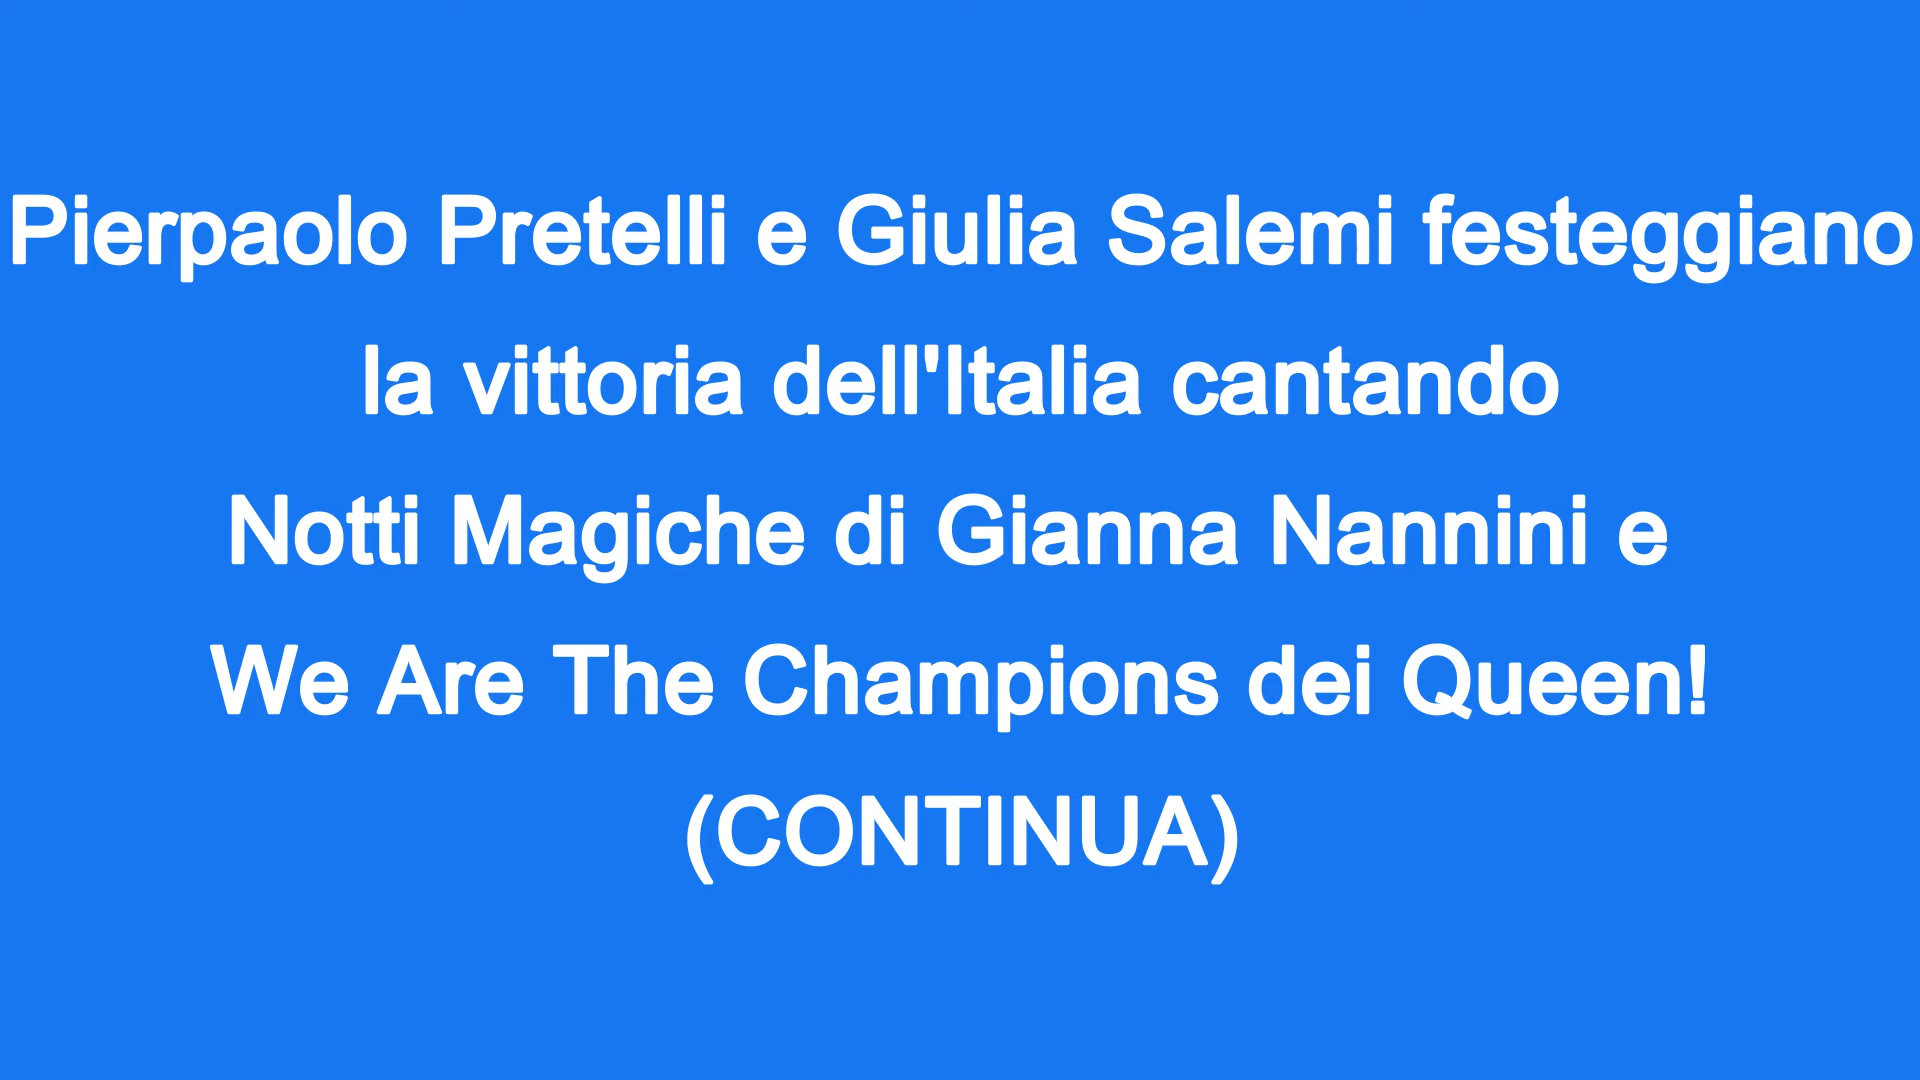 Pierpaolo Pretelli e Giulia Salemi festeggiano
la vittoria dell'Italia cantando
Notti Magiche di Gianna Nannini e
We Are The Champions dei Queen!
(CONTINUA)